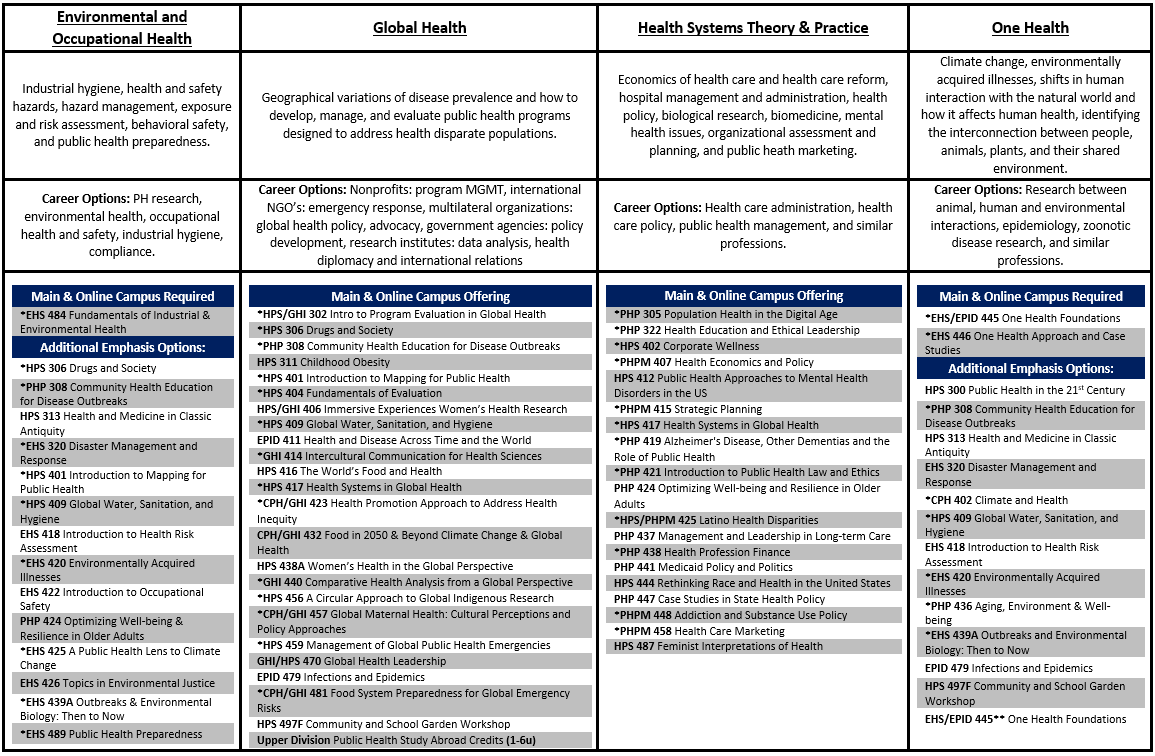 Environmental and
Occupational Health
Global Health
Health Systems Theory & Practice
One Health
Industrial hygiene, health and safety
hazards, hazard management, exposure
and risk assessment, behavioral safety,
and public health preparedness.
Geographical variations of disease prevalence and how to
develop, manage, and evaluate public health programs
designed to address health disparate populations.
Economics of health care and health care reform,
hospital management and administration, health
policy, biological research, biomedicine, mental
health issues, organizational assessment and
planning, and public heath marketing.
Climate change, environmentally
acquired illnesses, shifts in human
interaction with the natural world and
how it affects human health, identifying
the interconnection between people,
animals, plants, and their shared
environment.
Career Options: PH research,
environmental health, occupational
health and safety, industrial hygiene,
compliance.
Career Options: Nonprofits: program MGMT, international
NGO's: emergency response, multilateral organizations:
global health policy, advocacy, government agencies: policy
development, research institutes: data analysis, health
diplomacy and international relations
Career Options: Health care administration, health
care policy, public health management, and similar
professions.
Career Options: Research between
animal, human and environmental
interactions, epidemiology, zoonotic
disease research, and similar
professions.
Main & Online Campus Required
*EHS 484 Fundamentals of Industrial &
Environmental Health
Additional Emphasis Options:
*HPS 306 Drugs and Society
*PHP 308 Community Health Education
for Disease Outbreaks
HPS 313 Health and Medicine in Classic
Antiquity
*EHS 320 Disaster Management and
Response
*HPS 401 Introduction to Mapping for
Public Health
*HPS 409 Global Water, Sanitation, and
Hygiene
EHS 418 Introduction to Health Risk
Assessment
*EHS 420 Environmentally Acquired
Illnesses
EHS 422 Introduction to Occupational
Safety
PHP 424 Optimizing Well-being &
Resilience in Older Adults
*EHS 425 A Public Health Lens to Climate
Change
EHS 426 Topics in Environmental Justice
*EHS 439A Outbreaks & Environmental
Biology: Then to Now
*EHS 489 Public Health Preparedness
Main & Online Campus Offering
*HPS/GHI 302 Intro to Program Evaluation in Global Health
*HPS 306 Drugs and Society
*PHP 308 Community Health Education for Disease Outbreaks
HPS 311 Childhood Obesity
*HPS 401 Introduction to Mapping for Public Health
*HPS 404 Fundamentals of Evaluation
HPS/GHI 406 Immersive Experiences Women's Health Research
*HPS 409 Global Water, Sanitation, and Hygiene
EPID 411 Health and Disease Across Time and the World
*GHI 414 Intercultural Communication for Health Sciences
HPS 416 The World's Food and Health
*HPS 417 Health Systems in Global Health
*CPH/GHI 423 Health Promotion Approach to Address Health
Inequity
CPH/GHI 432 Food in 2050 & Beyond Climate Change & Global
Health
HPS 438A Women's Health in the Global Perspective
*GHI 440 Comparative Health Analysis from a Global Perspective
*HPS 456 A Circular Approach to Global Indigenous Research
*CPH/GHI 457 Global Maternal Health: Cultural Perceptions and
Policy Approaches
*HPS 459 Management of Global Public Health Emergencies
GHI/HPS 470 Global Health Leadership
EPID 479 Infections and Epidemics
*CPH/GHI 481 Food System Preparedness for Global Emergency
Risks
HPS 497F Community and School Garden Workshop
Upper Division Public Health Study Abroad Credits (1-6u)
Main & Online Campus Offering
*PHP 305 Population Health in the Digital Age
*PHP 322 Health Education and Ethical Leadership
*HPS 402 Corporate Wellness
*PHPM 407 Health Economics and Policy
HPS 412 Public Health Approaches to Mental Health
Disorders in the US
*PHPM 415 Strategic Planning
*HPS 417 Health Systems in Global Health
*PHP 419 Alzheimer's Disease, Other Dementias and the
Role of Public Health
*PHP 421 Introduction to Public Health Law and Ethics
PHP 424 Optimizing Well-being and Resilience in Older
Adults
*HPS/PHPM 425 Latino Health Disparities
PHP 437 Management and Leadership in Long-term Care
*PHP 438 Health Profession Finance
PHP 441 Medicaid Policy and Politics
HPS 444 Rethinking Race and Health in the United States
PHP 447 Case Studies in State Health Policy
*PHPM 448 Addiction and Substance Use Policy
*PHPM 458 Health Care Marketing
HPS 487 Feminist Interpretations of Health
Main & Online Campus Required
*EHS/EPID 445 One Health Foundations
*EHS 446 One Health Approach and Case
Studies
Additional Emphasis Options:
HPS 300 Public Health in the 21st Century
*PHP 308 Community Health Education for
Disease Outbreaks
HPS 313 Health and Medicine in Classic
Antiquity
EHS 320 Disaster Management and
Response
*CPH 402 Climate and Health
*HPS 409 Global Water, Sanitation, and
Hygiene
EHS 418 Introduction to Health Risk
Assessment
*EHS 420 Environmentally Acquired
Illnesses
*PHP 436 Aging, Environment & Well-
being
*EHS 439A Outbreaks and Environmental
Biology: Then to Now
EPID 479 Infections and Epidemics
HPS 497F Community and School Garden
Workshop
EHS/EPID 445** One Health Foundations